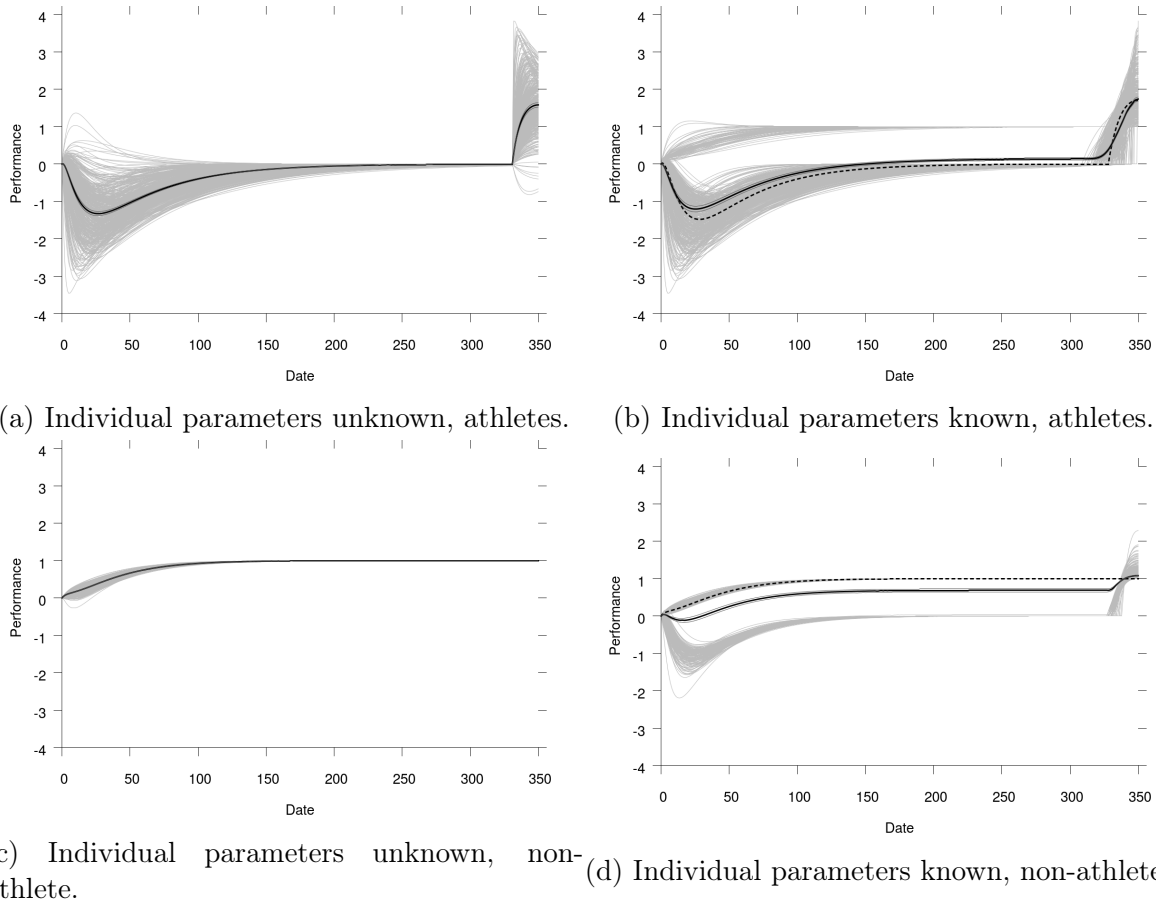 4
3
2
1
0
-1
-2
-3
-4
Performance
0 50 100 150 200 250 300 350
Date
4
3
2
1
0
-1
-2
-3
-4
Performance
0 50 100 150 200 250 300 350
Date
(a) Individual parameters unknown, athletes.
(b) Individual parameters known, athletes.
4
3
2
1
0
-1
-2
-3
-4
Performance
0 50 100 150 200 250 300 350
Date
c) Individual parameters unknown, non-
thlete.
4
3
2
1
0
-1
-2
-3
-4
Performance
0 50 100 150 200 250 300 350
Date
(d) Individual parameters known, non-athlete